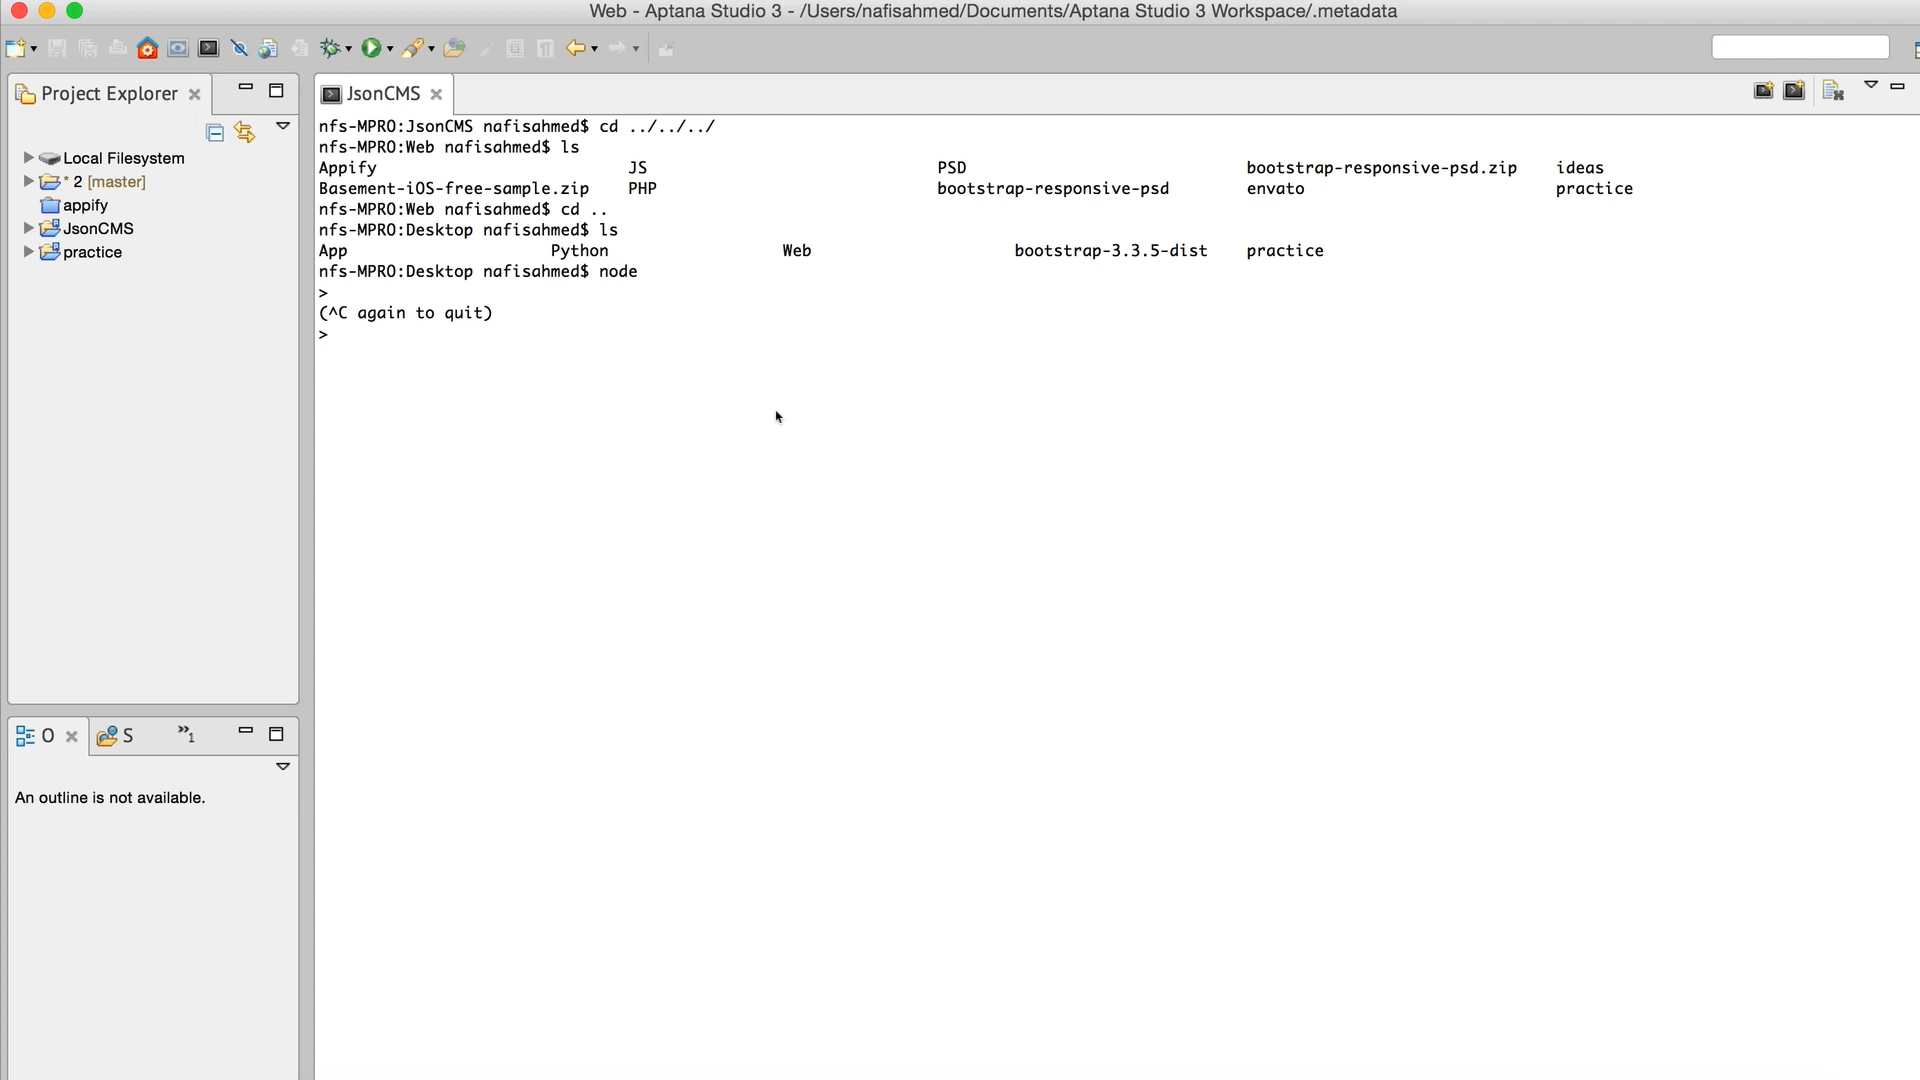 Web - Aptana Studio 3 - /Users/nafisahmed/Documents/Aptana Studio 3 Workspace/.metadata
Project Explorer
Local Filesystem
* 2 [master]
appify
JsonCMS
practice
JsonCMS
nfs-MPRO:JsonCMS nafisahmed$ cd ../../../
nfs-MPRO:Web nafisahmed$ ls
Appify JS PSD bootstrap-responsive-psd.zip ideas
Basement-iOS-free-sample.zip PHP bootstrap-responsive-psd envato practice
nfs-MPRO:Web nafisahmed$ cd ..
nfs-MPRO:Desktop nafisahmed$ ls
App Python Web bootstrap-3.3.5-dist practice
nfs-MPRO:Desktop nafisahmed$ node
>
(^C again to quit)
>
O S »1
An outline is not available.